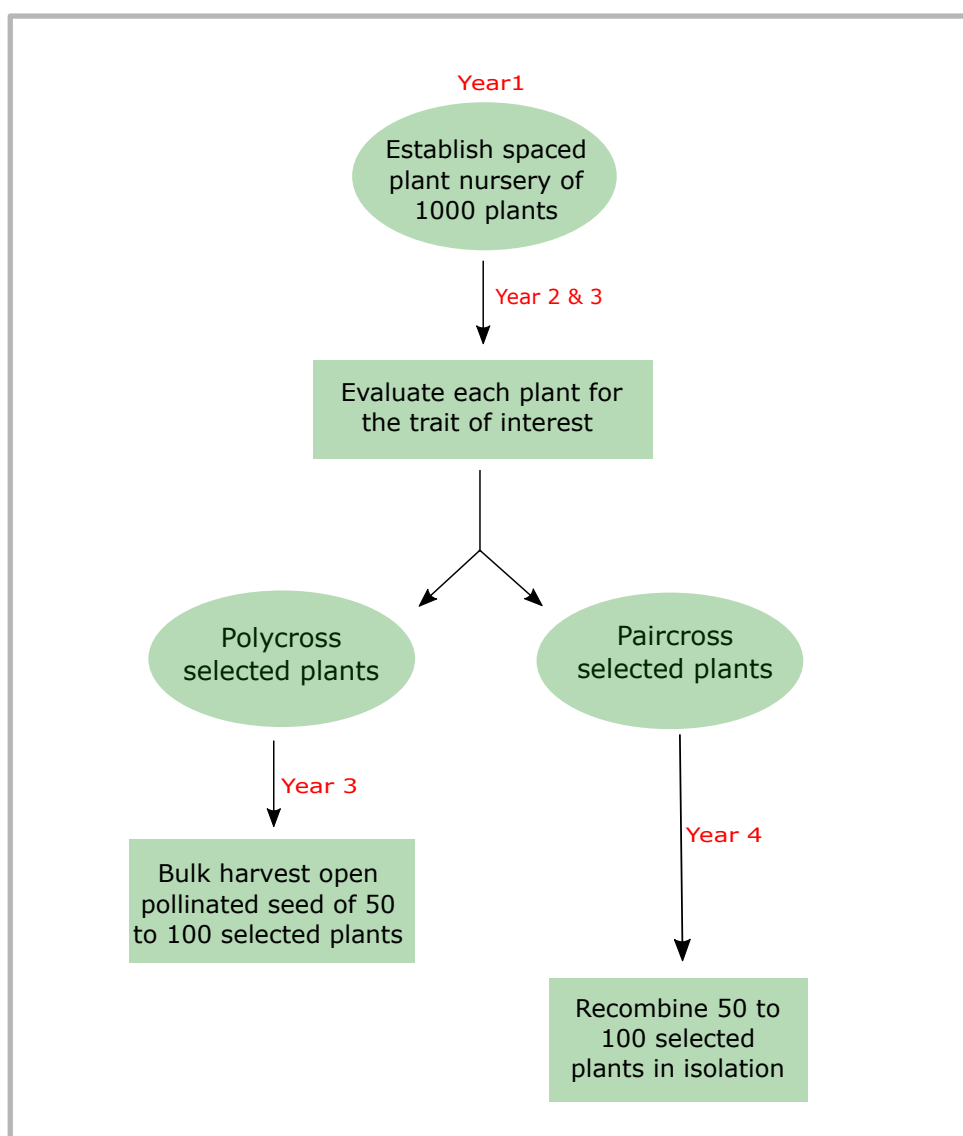 Year1
Establish spaced
plant nursery of
1000 plants
Year 2 & 3
Evaluate each plant for
the trait of interest
Polycross
selected plants
Paircross
selected plants
Year 3
Year 4
Bulk harvest open
pollinated seed of 50
to 100 selected plants
Recombine 50 to
100 selected
plants in isolation